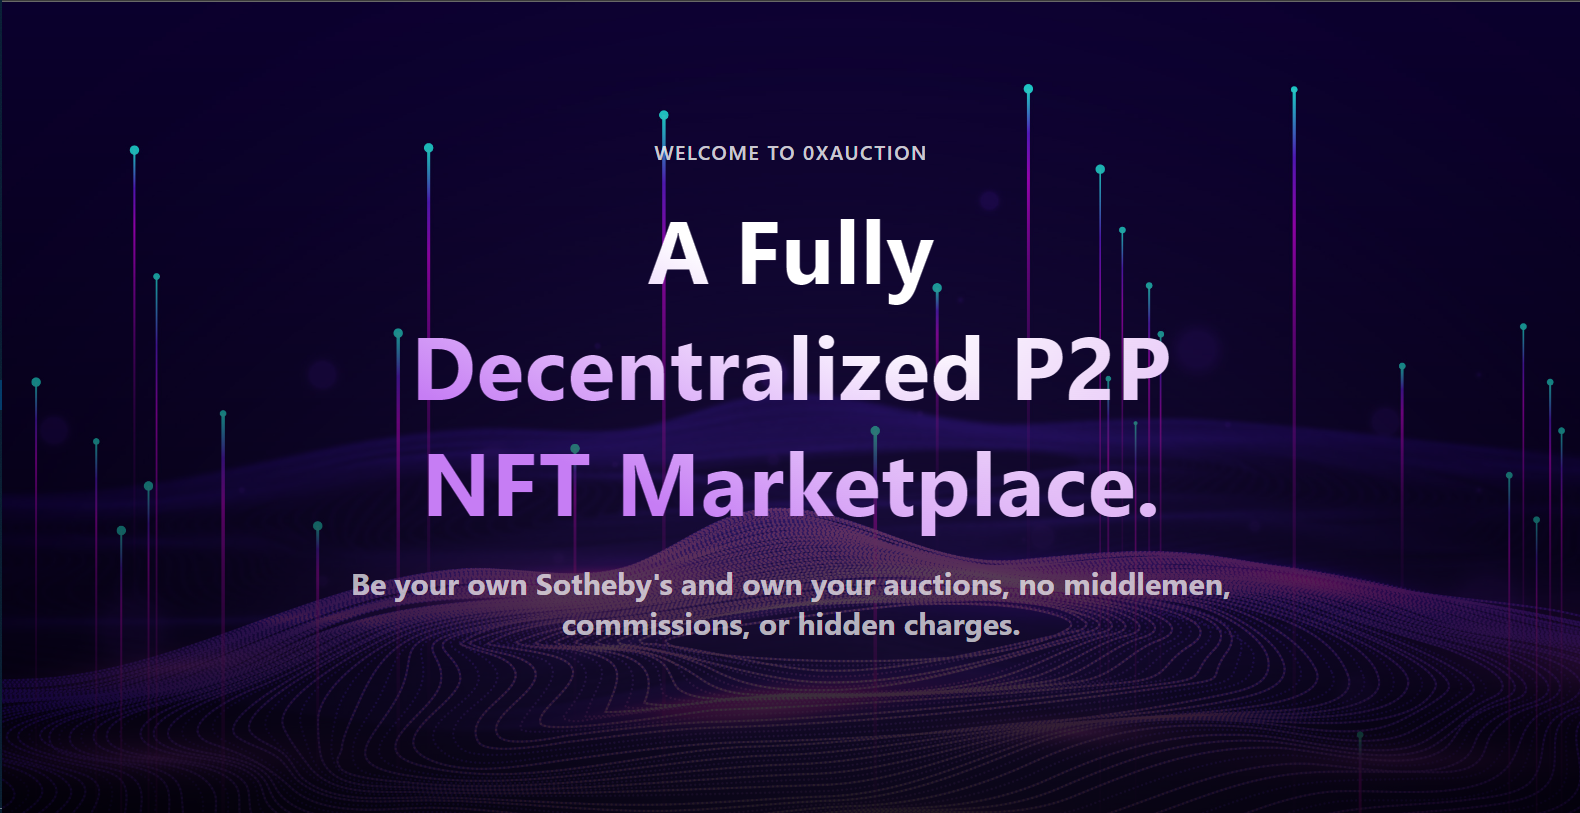 WELCOME TO 0XAUCTION
A Fully
Decentralized P2P
NFT Marketplace.
Be your own Sotheby's and own your auctions, no middlemen,
commissions, or hidden charges.